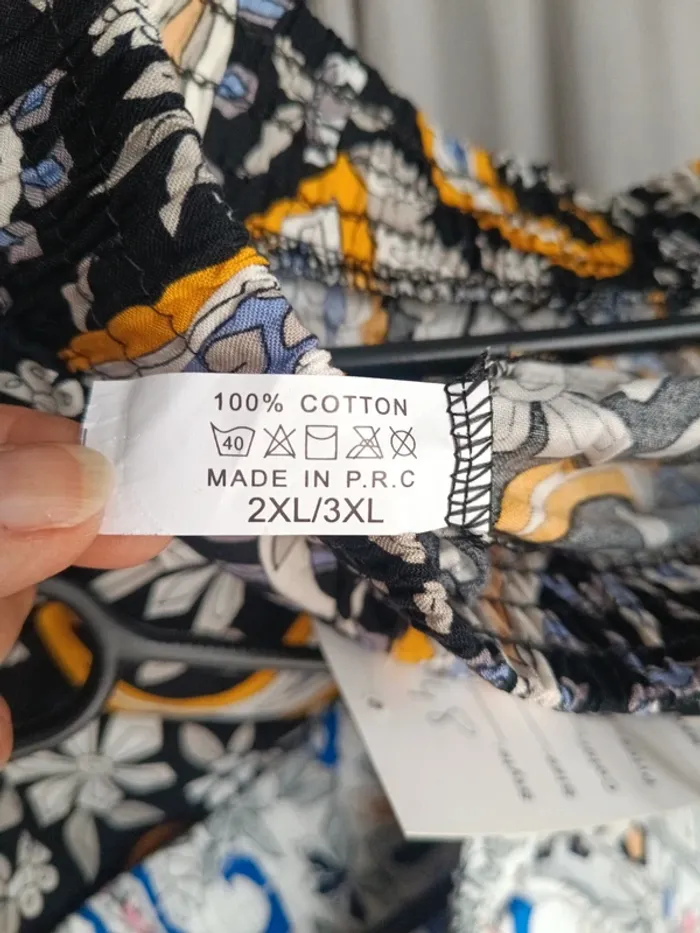 100% COTTON
40
MADE IN P.R.C
2XL/3XL